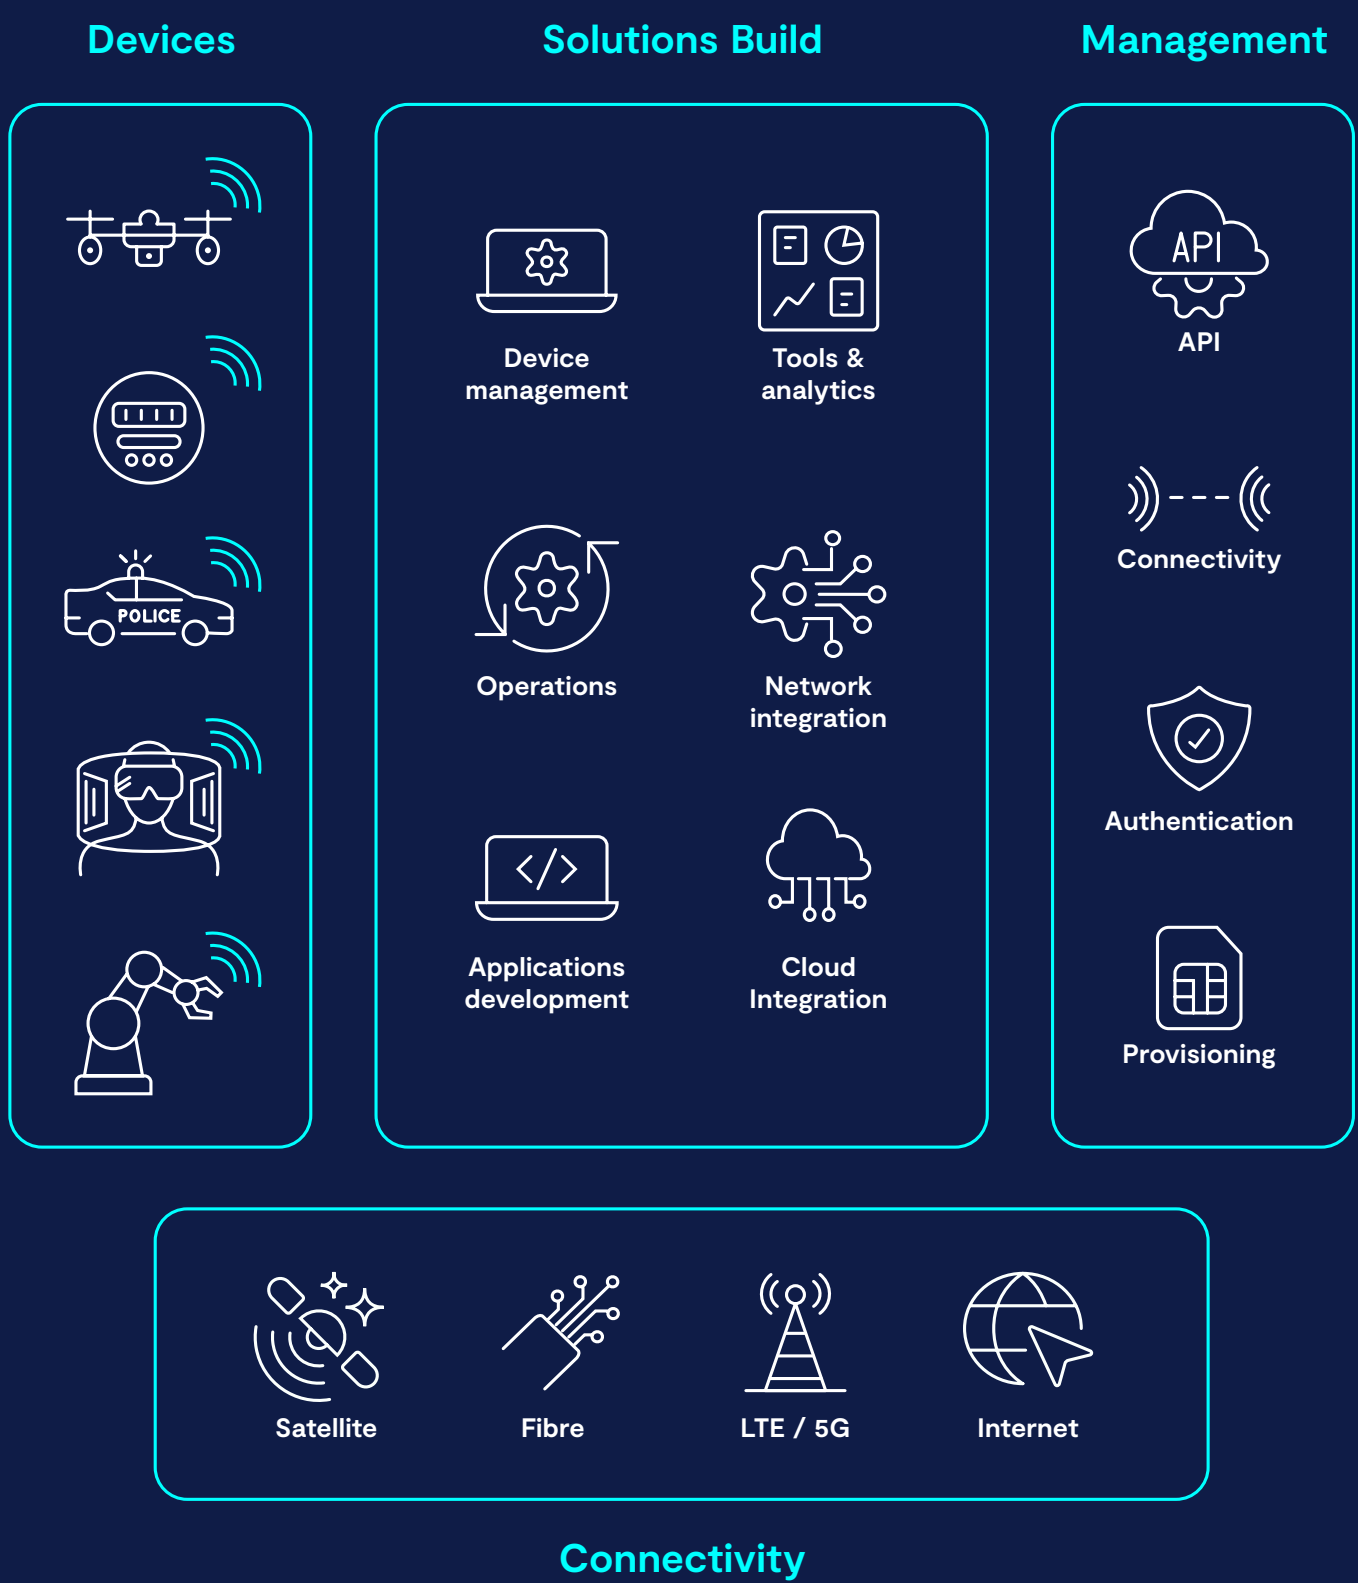 Devices
Solutions Build
Management
POLICE
Device
management
Tools &
analytics
Operations
Network
integration
Applications
development
Cloud
Integration
API
API
Connectivity
Authentication
Provisioning
Satellite
Fibre
LTE / 5G
Internet
Connectivity